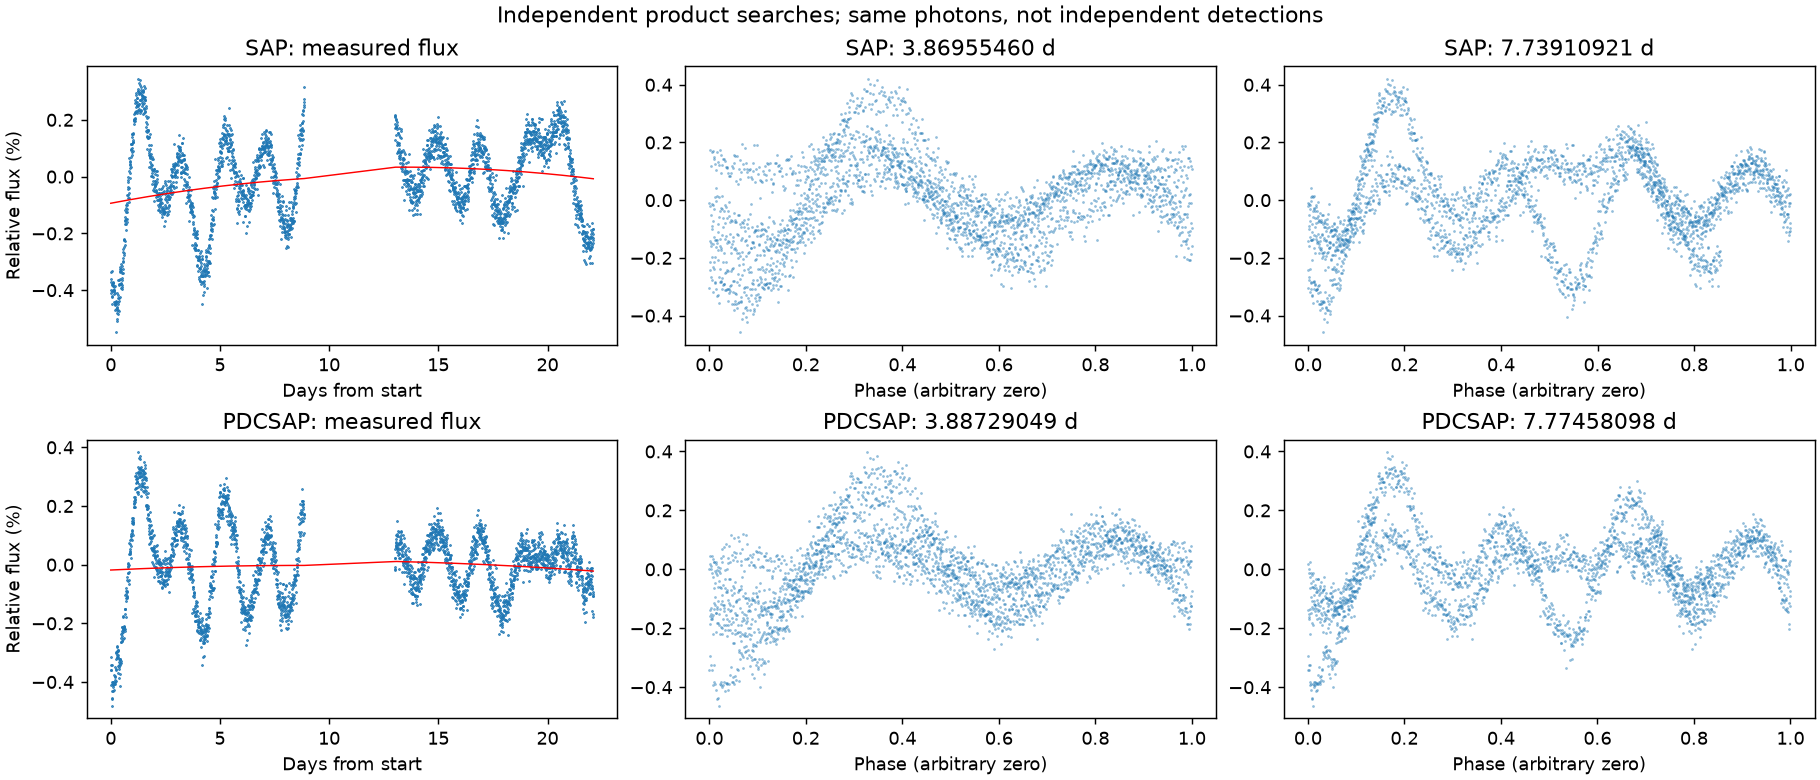 Independent product searches; same photons, not independent detections
SAP: measured flux
Relative flux (%)
0.2
0.0
−0.2
−0.4
0 5 10 15 20
Days from start
SAP: 3.86955460 d
0.4
0.2
0.0
−0.2
−0.4
0.0 0.2 0.4 0.6 0.8 1.0
Phase (arbitrary zero)
SAP: 7.73910921 d
0.4
0.2
0.0
−0.2
−0.4
0.0 0.2 0.4 0.6 0.8 1.0
Phase (arbitrary zero)
PDCSAP: measured flux
Relative flux (%)
0.4
0.2
0.0
−0.2
−0.4
0 5 10 15 20
Days from start
PDCSAP: 3.88729049 d
0.4
0.2
0.0
−0.2
−0.4
0.0 0.2 0.4 0.6 0.8 1.0
Phase (arbitrary zero)
PDCSAP: 7.77458098 d
0.4
0.2
0.0
−0.2
−0.4
0.0 0.2 0.4 0.6 0.8 1.0
Phase (arbitrary zero)